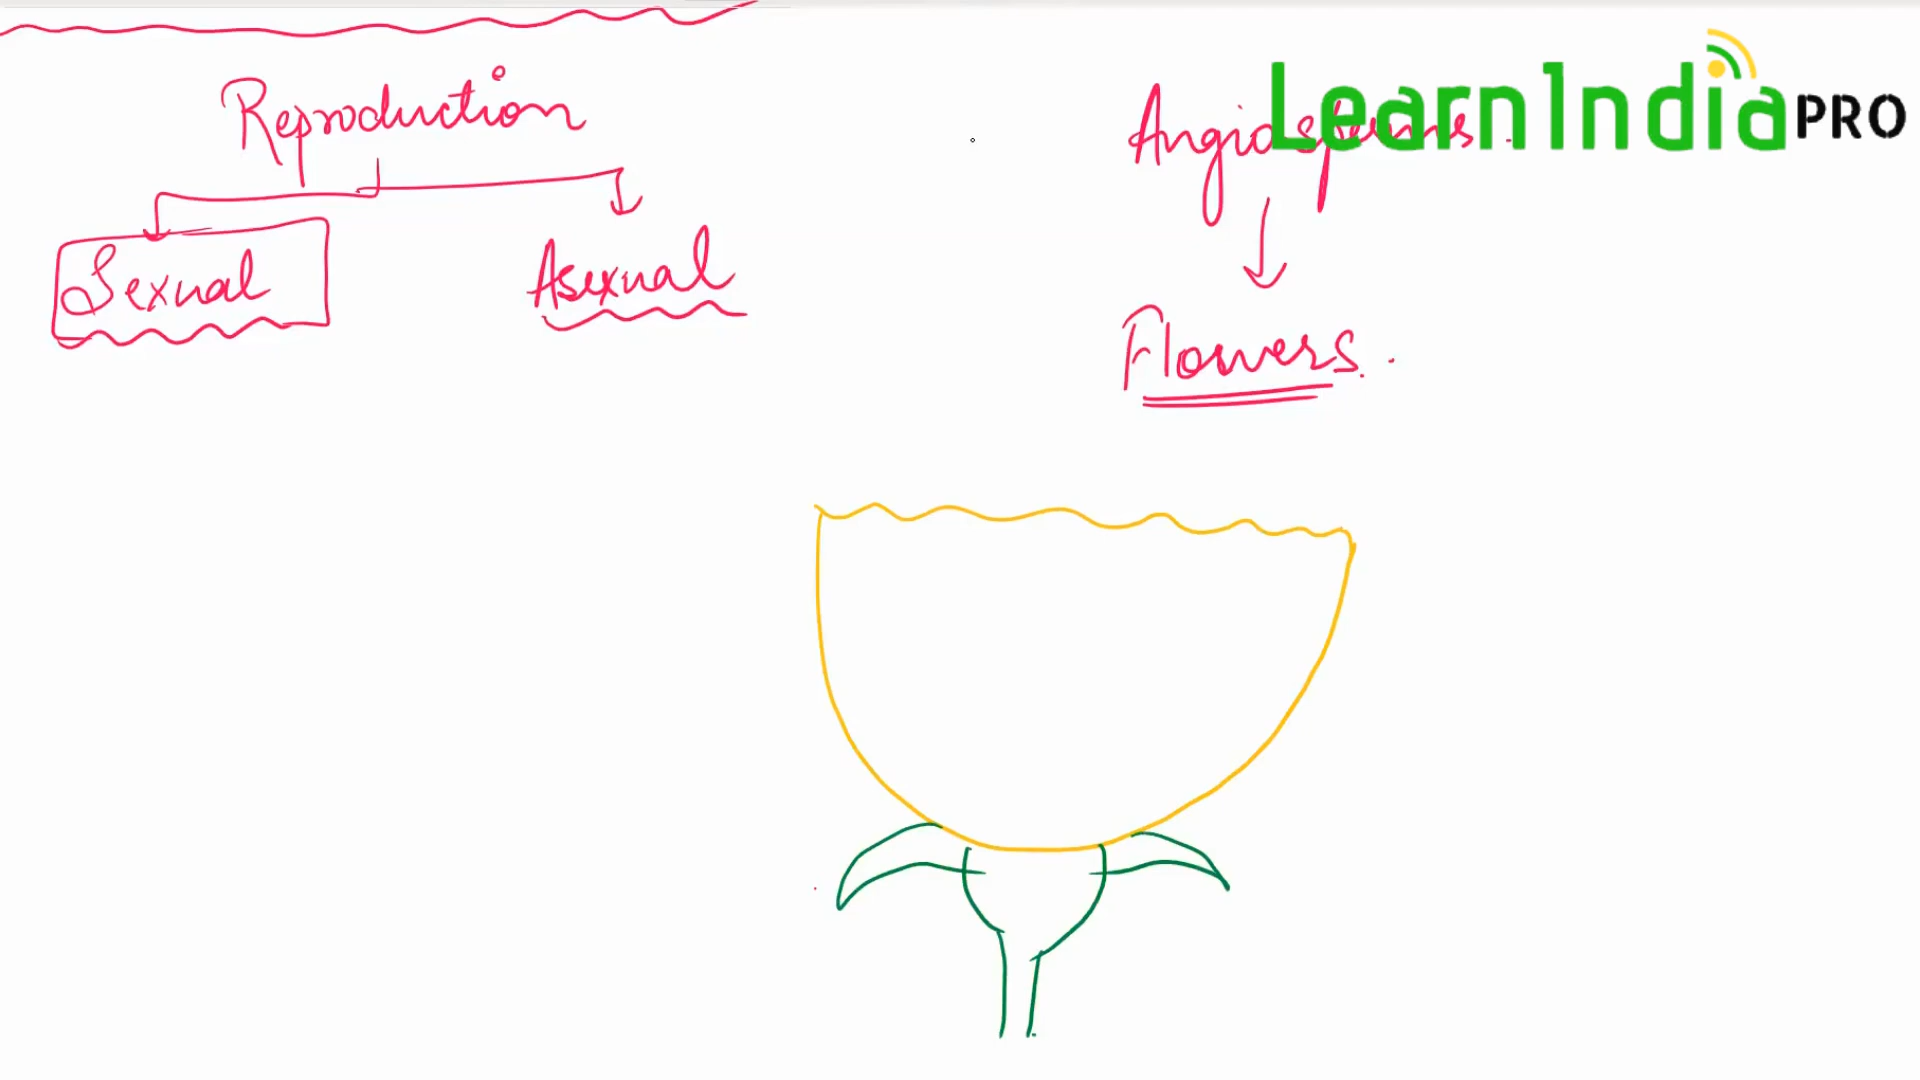 Reproduction
Sexual
Asexual
Angiosperms.
Flowers.
LearnIndia PRO